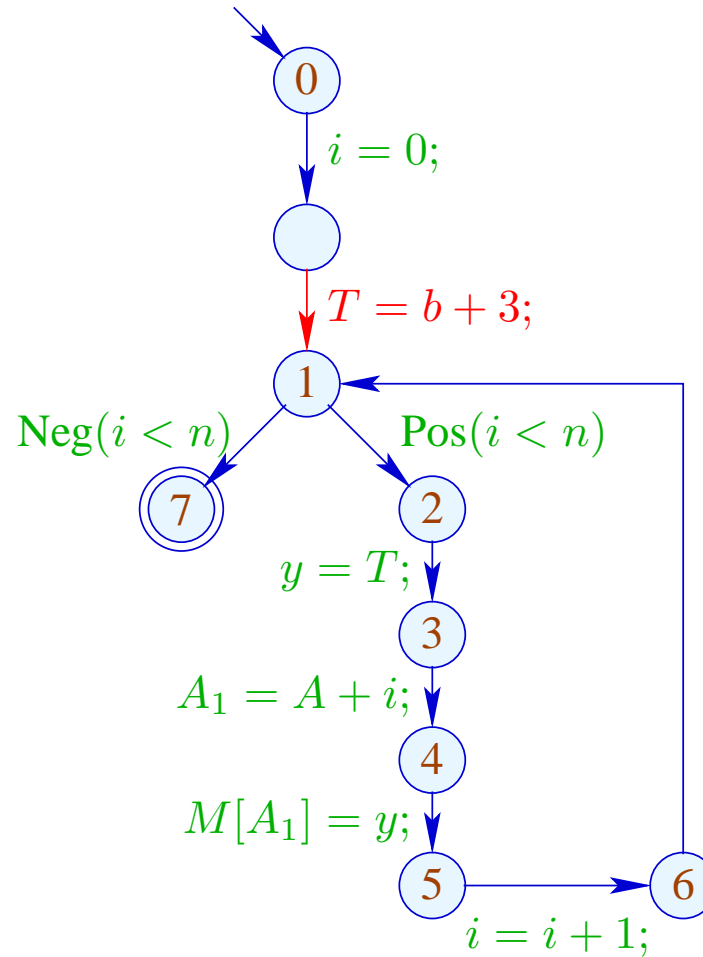 0
i = 0;
T = b + 3;
1
Neg(i < n) Pos(i < n)
7 2
y = T;
3
A₁ = A + i;
4
M[A₁] = y;
5 6
i = i + 1;